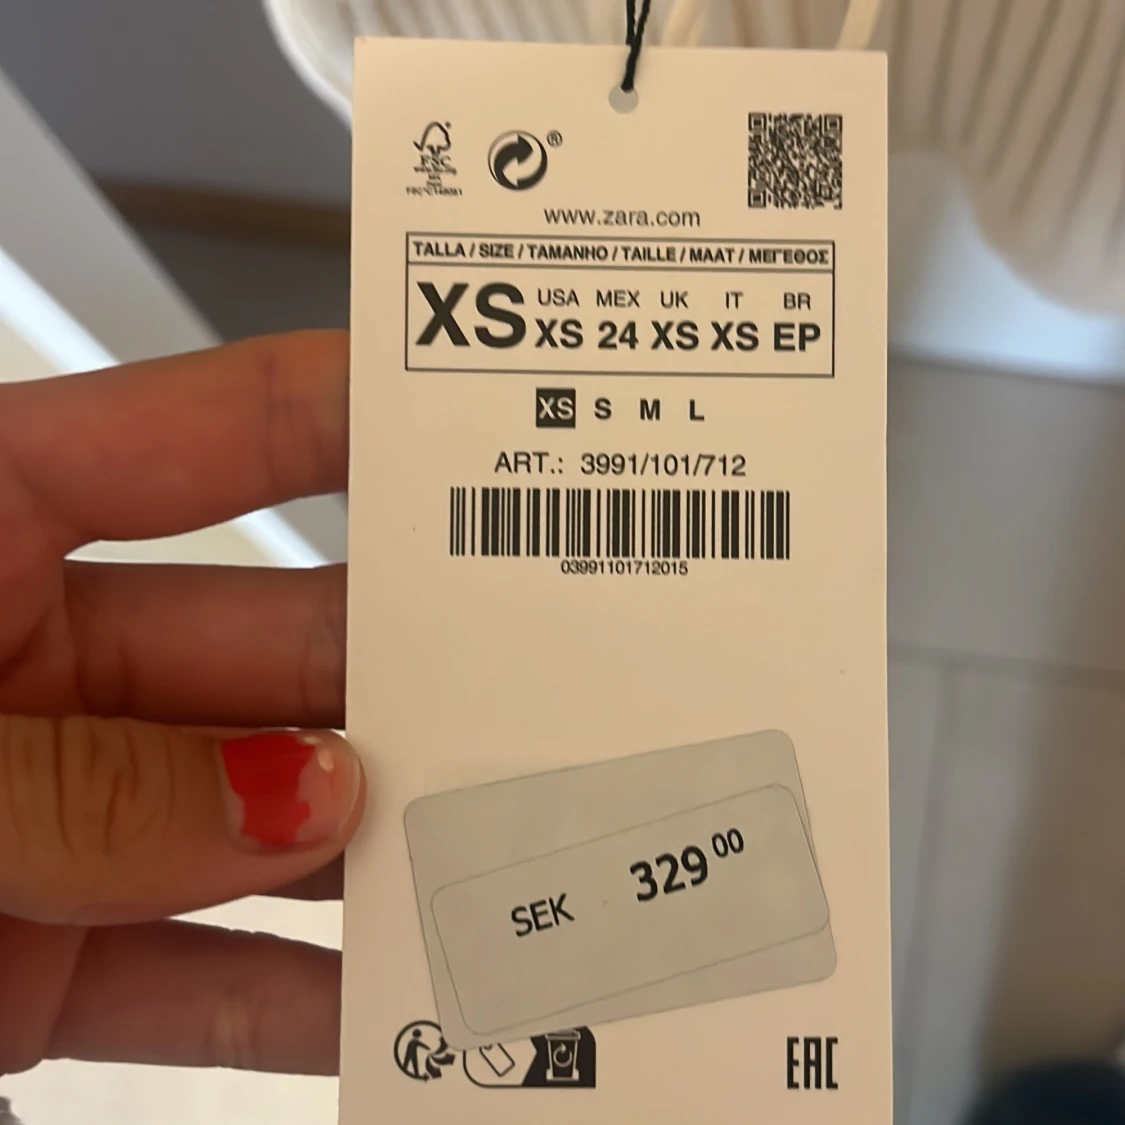 FSC
www.zara.com
TALLA / SIZE / TAMANHO / TAILLE / MAAT / ΜΕΓΕΘΟΣ
XS USA MEX UK IT BR
XS 24 XS XS EP
XS S M L
ART.: 3991/101/712
03991101712015
SEK 329 00
EAC